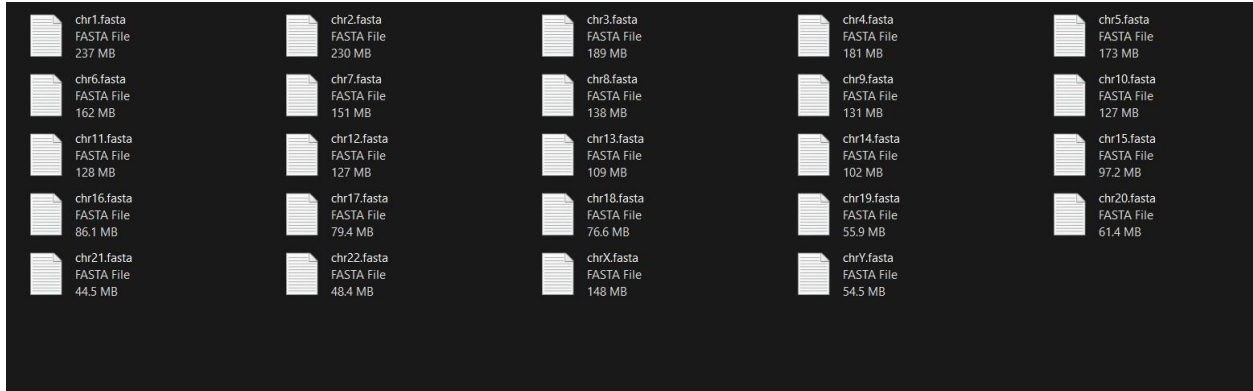 chr1.fasta
FASTA File
237 MB
chr2.fasta
FASTA File
230 MB
chr3.fasta
FASTA File
189 MB
chr4.fasta
FASTA File
181 MB
chr5.fasta
FASTA File
173 MB
chr6.fasta
FASTA File
162 MB
chr7.fasta
FASTA File
151 MB
chr8.fasta
FASTA File
138 MB
chr9.fasta
FASTA File
131 MB
chr10.fasta
FASTA File
127 MB
chr11.fasta
FASTA File
128 MB
chr12.fasta
FASTA File
127 MB
chr13.fasta
FASTA File
109 MB
chr14.fasta
FASTA File
102 MB
chr15.fasta
FASTA File
97.2 MB
chr16.fasta
FASTA File
86.1 MB
chr17.fasta
FASTA File
79.4 MB
chr18.fasta
FASTA File
76.6 MB
chr19.fasta
FASTA File
55.9 MB
chr20.fasta
FASTA File
61.4 MB
chr21.fasta
FASTA File
44.5 MB
chr22.fasta
FASTA File
48.4 MB
chrX.fasta
FASTA File
148 MB
chrY.fasta
FASTA File
54.5 MB